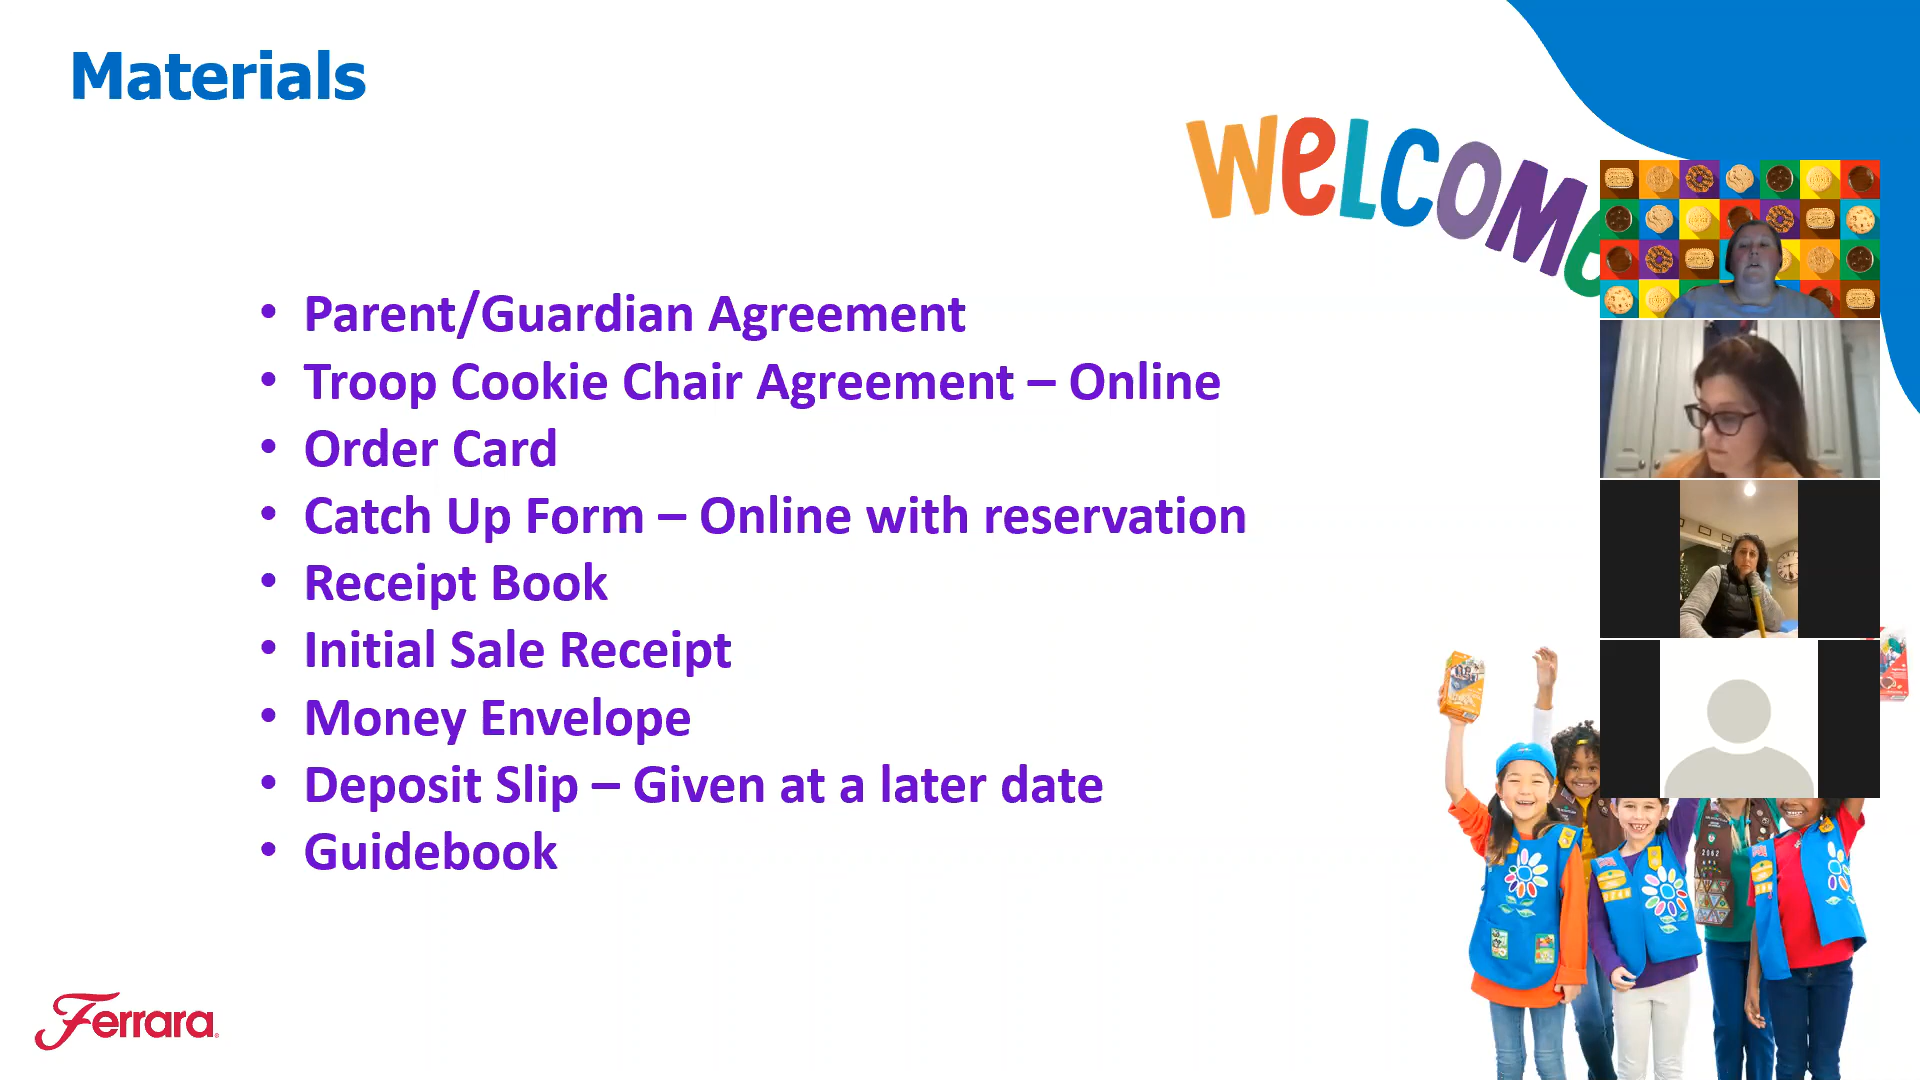 Materials
WELCOME
• Parent/Guardian Agreement
• Troop Cookie Chair Agreement – Online
• Order Card
• Catch Up Form – Online with reservation
• Receipt Book
• Initial Sale Receipt
• Money Envelope
• Deposit Slip – Given at a later date
• Guidebook
Ferrara
2062